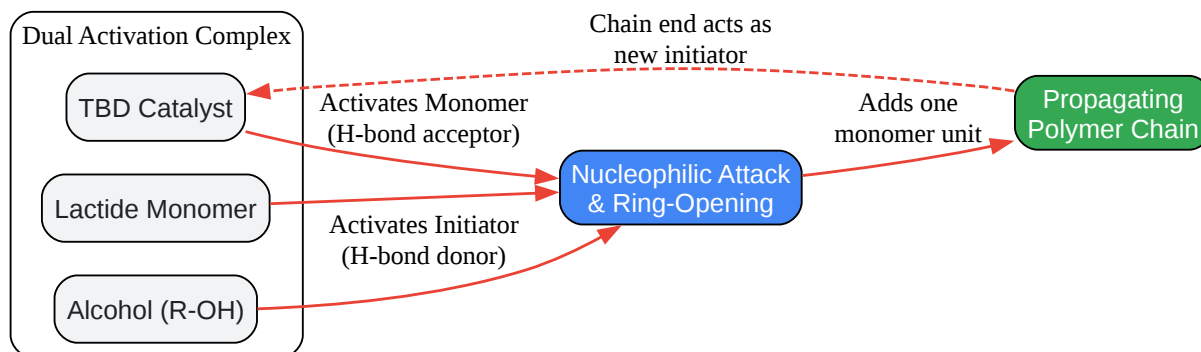 Dual Activation Complex
TBD Catalyst
Lactide Monomer
Alcohol (R-OH)
Chain end acts as
new initiator
Activates Monomer
(H-bond acceptor)
Activates Initiator
(H-bond donor)
Nucleophilic Attack
& Ring-Opening
Adds one
monomer unit
Propagating
Polymer Chain